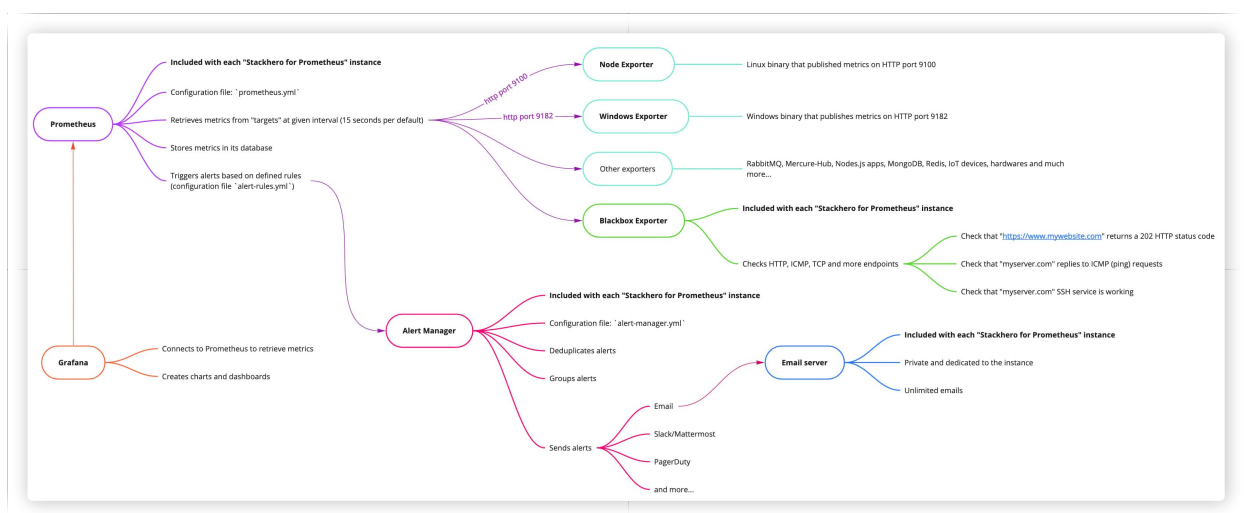 Prometheus
Included with each "Stackhero for Prometheus" instance
Configuration file: `prometheus.yml`
Retrieves metrics from "targets" at given interval (15 seconds per default)
Stores metrics in its database
Triggers alerts based on defined rules
(configuration file `alert-rules.yml`)
http port 9100
http port 9182
Node Exporter
Linux binary that published metrics on HTTP port 9100
Windows Exporter
Windows binary that publishes metrics on HTTP port 9182
Other exporters
RabbitMQ, Mercure-Hub, Nodes.js apps, MongoDB, Redis, IoT devices, hardwares and much
more...
Blackbox Exporter
Included with each "Stackhero for Prometheus" instance
Checks HTTP, ICMP, TCP and more endpoints
Check that "https://www.mywebsite.com" returns a 202 HTTP status code
Check that "myserver.com" replies to ICMP (ping) requests
Check that "myserver.com" SSH service is working
Alert Manager
Included with each "Stackhero for Prometheus" instance
Configuration file: `alert-manager.yml`
Deduplicates alerts
Groups alerts
Sends alerts
Email
Slack/Mattermost
PagerDuty
and more...
Email server
Included with each "Stackhero for Prometheus" instance
Private and dedicated to the instance
Unlimited emails
Grafana
Connects to Prometheus to retrieve metrics
Creates charts and dashboards